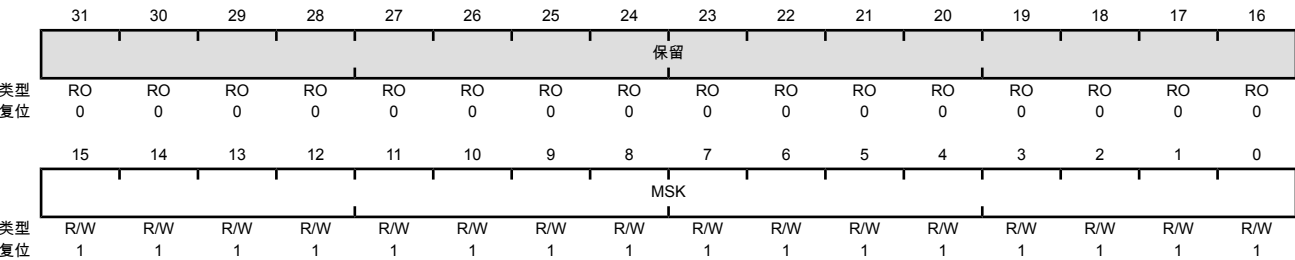 31 30 29 28 27 26 25 24 23 22 21 20 19 18 17 16
保留
类型 RO RO RO RO RO RO RO RO RO RO RO RO RO RO RO RO
复位 0 0 0 0 0 0 0 0 0 0 0 0 0 0 0 0
15 14 13 12 11 10 9 8 7 6 5 4 3 2 1 0
MSK
类型 R/W R/W R/W R/W R/W R/W R/W R/W R/W R/W R/W R/W R/W R/W R/W R/W
复位 1 1 1 1 1 1 1 1 1 1 1 1 1 1 1 1